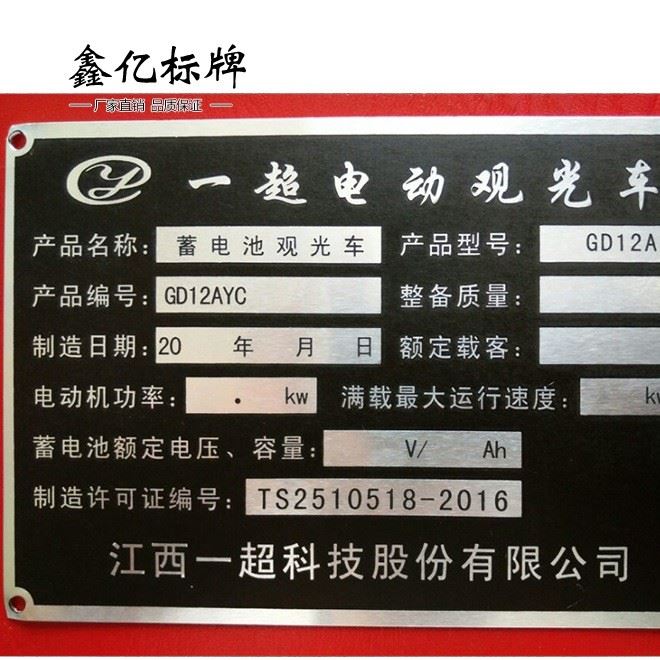 鑫亿标牌
厂家直销 品质保证
一超电动观光车
产品名称: 蓄电池观光车 产品型号: GD12A
产品编号: GD12AYC 整备质量:
制造日期: 20 年 月 日 额定载客:
电动机功率: . kw 满载最大运行速度: kw
蓄电池额定电压、容量: V/ Ah
制造许可证编号: TS2510518-2016
江西一超科技股份有限公司